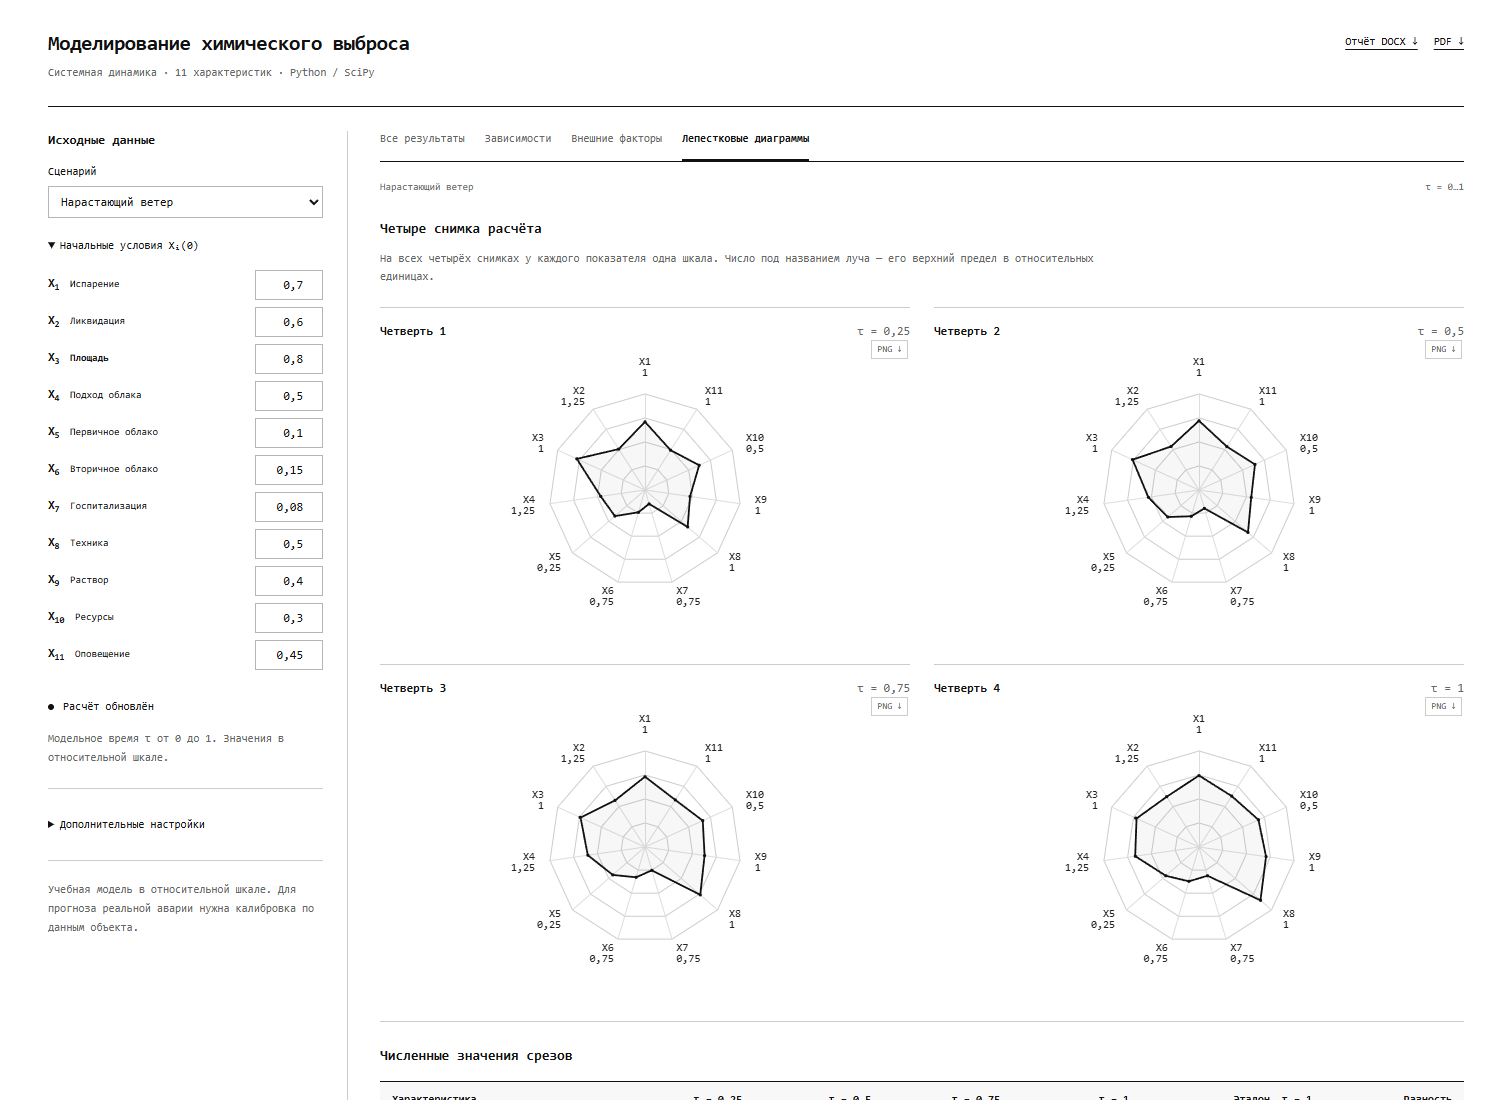 Моделирование химического выброса
Отчёт DOCX ↓ PDF ↓
Системная динамика · 11 характеристик · Python / SciPy
Исходные данные
Сценарий
Нарастающий ветер
▼ Начальные условия Xᵢ(0)
X₁ Испарение 0,7
X₂ Ликвидация 0,6
X₃ Площадь 0,8
X₄ Подход облака 0,5
X₅ Первичное облако 0,1
X₆ Вторичное облако 0,15
X₇ Госпитализация 0,08
X₈ Техника 0,5
X₉ Раствор 0,4
X₁₀ Ресурсы 0,3
X₁₁ Оповещение 0,45
● Расчёт обновлён
Модельное время τ от 0 до 1. Значения в
относительной шкале.
▶ Дополнительные настройки
Учебная модель в относительной шкале. Для
прогноза реальной аварии нужна калибровка по
данным объекта.
Все результаты Зависимости Внешние факторы Лепестковые диаграммы
Нарастающий ветер τ = 0…1
Четыре снимка расчёта
На всех четырёх снимках у каждого показателя одна шкала. Число под названием луча — его верхний предел в относительных
единицах.
Четверть 1 τ = 0,25
PNG ↓
X1
1
X2
1,25
X3
1
X4
1,25
X5
0,25
X6
0,75
X7
0,75
X8
1
X9
1
X10
0,5
X11
1
Четверть 2 τ = 0,5
PNG ↓
X1
1
X2
1,25
X3
1
X4
1,25
X5
0,25
X6
0,75
X7
0,75
X8
1
X9
1
X10
0,5
X11
1
Четверть 3 τ = 0,75
PNG ↓
X1
1
X2
1,25
X3
1
X4
1,25
X5
0,25
X6
0,75
X7
0,75
X8
1
X9
1
X10
0,5
X11
1
Четверть 4 τ = 1
PNG ↓
X1
1
X2
1,25
X3
1
X4
1,25
X5
0,25
X6
0,75
X7
0,75
X8
1
X9
1
X10
0,5
X11
1
Численные значения срезов
Характеристика τ = 0,25 τ = 0,5 τ = 0,75 τ = 1 Эталон, τ = 1 Разность